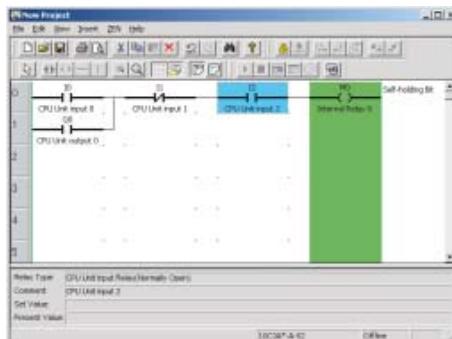 New Project
File Edit View Insert ZEN Help
0
I0
I1
I2
M0
Self-holding Bit
CPU Unit input 0
CPU Unit input 1
CPU Unit input 2
Internal Relay 0
1
Q0
CPU Unit output 0
2
3
4
5
Relay Type CPU Unit Input Relay(Normally Open)
Comment CPU Unit input 2
Set Value
Present Value
Offline